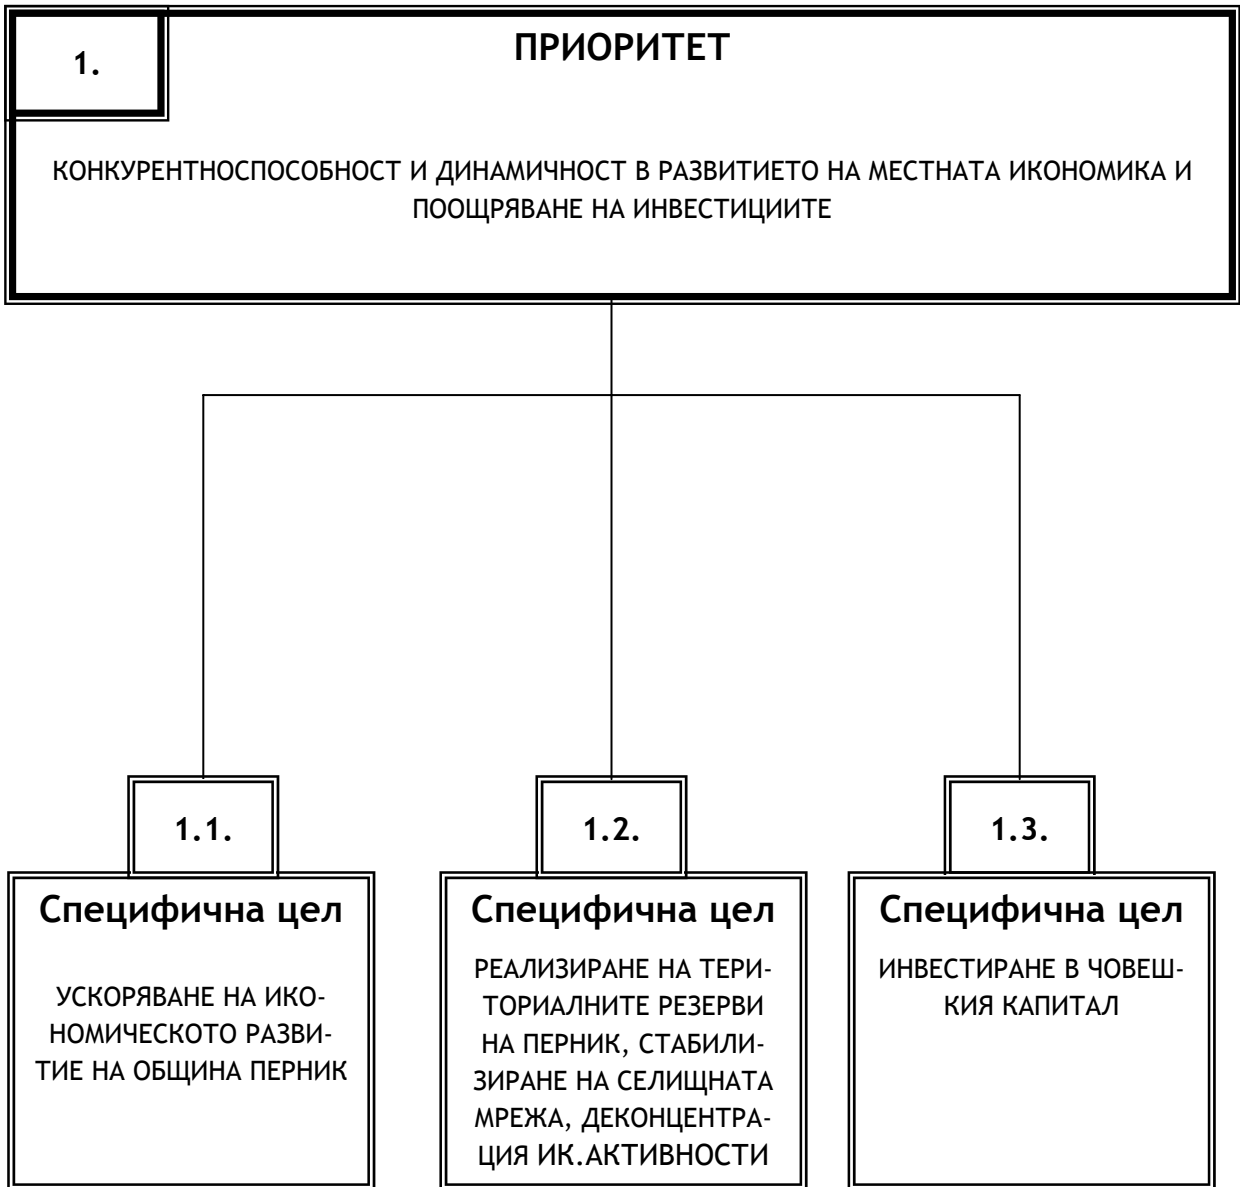 1.
ПРИОРИТЕТ
КОНКУРЕНТНОСПОСОБНОСТ И ДИНАМИЧНОСТ В РАЗВИТИЕТО НА МЕСТНАТА ИКОНОМИКА И
ПООЩРЯВАНЕ НА ИНВЕСТИЦИИТЕ
1.1.
Специфична цел
УСКОРЯВАНЕ НА ИКО-
НОМИЧЕСКОТО РАЗВИ-
ТИЕ НА ОБЩИНА ПЕРНИК
1.2.
Специфична цел
РЕАЛИЗИРАНЕ НА ТЕРИ-
ТОРИАЛНИТЕ РЕЗЕРВИ
НА ПЕРНИК, СТАБИЛИ-
ЗИРАНЕ НА СЕЛИЩНАТА
МРЕЖА, ДЕКОНЦЕНТРА-
ЦИЯ ИК.АКТИВНОСТИ
1.3.
Специфична цел
ИНВЕСТИРАНЕ В ЧОВЕШ-
КИЯ КАПИТАЛ